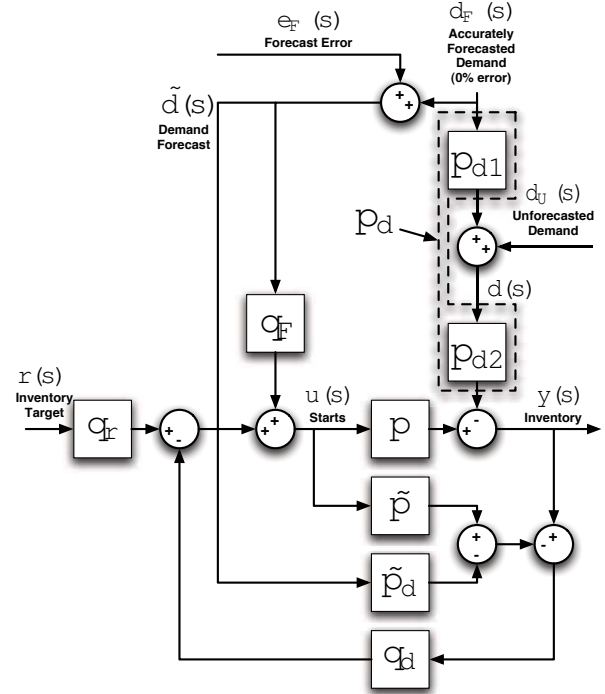 e_F (s)
Forecast Error
d_F (s)
Accurately
Forecasted
Demand
(0% error)
d̃(s)
Demand
Forecast
+
+
p_d1
p_d
d_U (s)
Unforecasted
Demand
+
+
d(s)
q_F
p_d2
r(s)
Inventory
Target
q_r
+
-
+
+
u(s)
Starts
p
+
-
y(s)
Inventory
p̃
+
-
-
+
p̃_d
q_d